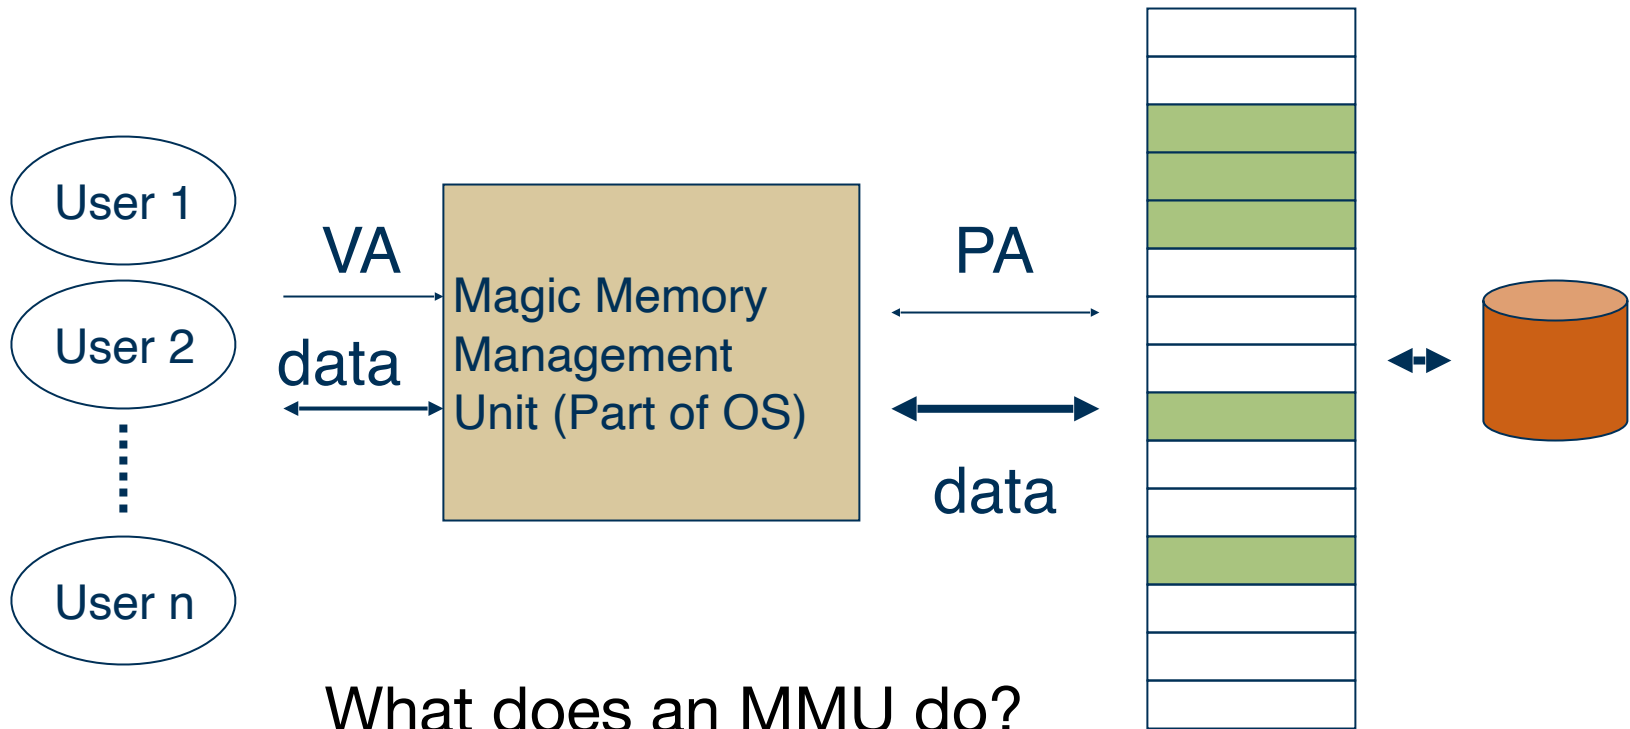 User 1
User 2
User n
VA
data
Magic Memory
Management
Unit (Part of OS)
PA
data
What does an MMU do?